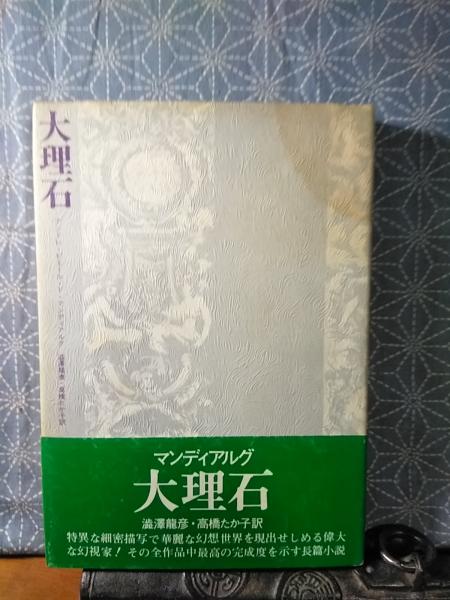 大理石
アンドレ・ピエール・ド・マンディアルグ 澁澤龍彦・高橋たか子訳
マンディアルグ
大理石
澁澤龍彦・高橋たか子訳
特異な細密描写で華麗な幻想世界を現出せしめる偉大
な幻視家！その全作品中最高の完成度を示す長篇小説